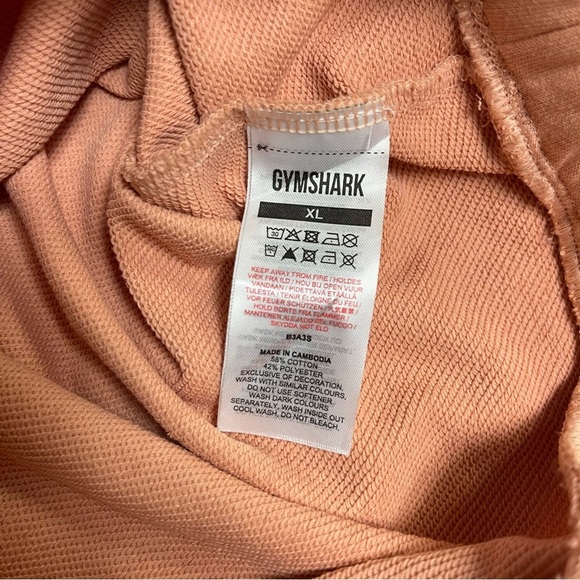 GYMSHARK
XL
KEEP AWAY FROM FIRE / HOLDES
VÆK FRA ILD / HOU BIJ OPEN VUUR
VANDAAN / PIDETTÄVÄ ETÄÄLLÄ
TULESTA / TENIR ÉLOIGNÉ DU FEU /
VOR FEUER SCHÜTZEN /
HOLD BORTE FRA FLAMMER /
MANTENER ALEJADO DEL FUEGO /
SKYDDA MOT ELD
B3A3S
MADE IN CAMBODIA
58% COTTON
42% POLYESTER
EXCLUSIVE OF DECORATION.
WASH WITH SIMILAR COLOURS,
DO NOT USE SOFTENER.
WASH DARK COLOURS
SEPARATELY. WASH INSIDE OUT
COOL WASH, DO NOT BLEACH,